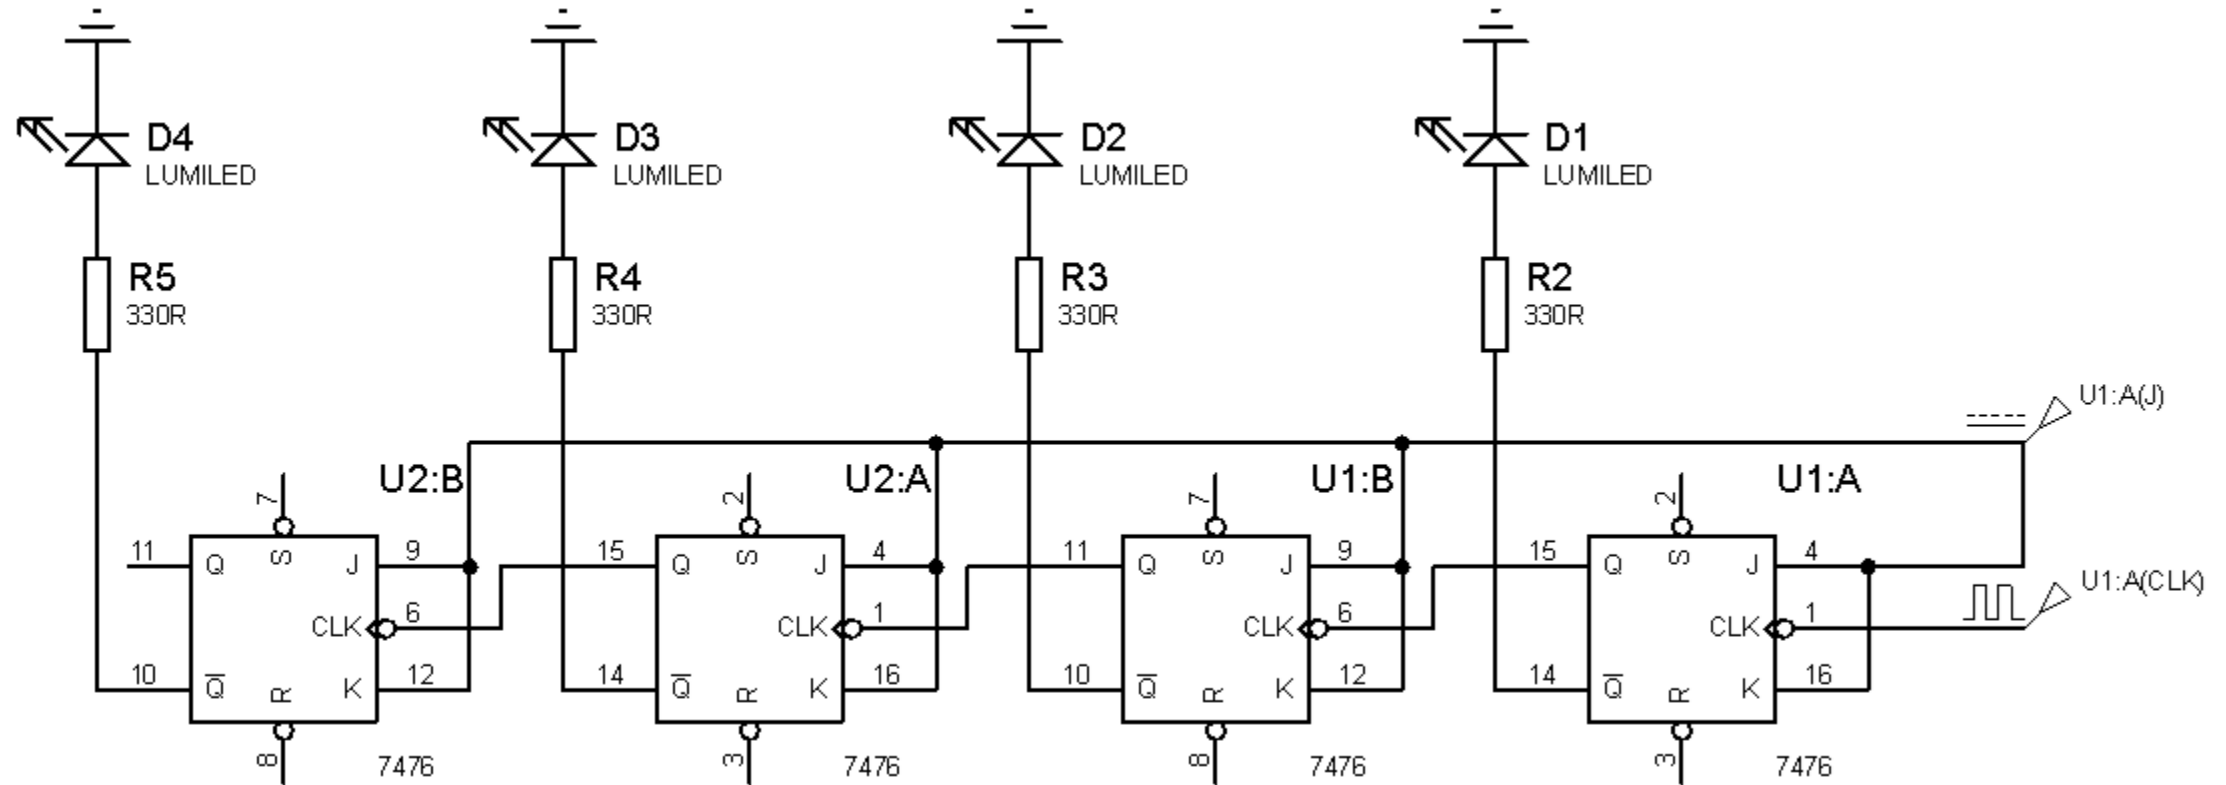 D4
LUMILED
D3
LUMILED
D2
LUMILED
D1
LUMILED
R5
330R
R4
330R
R3
330R
R2
330R
U1:A(J)
U2:B
U2:A
U1:B
U1:A
7
2
7
2
11
Q
S
J
9
15
Q
S
J
4
11
Q
S
J
9
15
Q
S
J
4
U1:A(CLK)
CLK
6
CLK
1
CLK
6
CLK
1
10
Q̅
R
K
12
14
Q̅
R
K
16
10
Q̅
R
K
12
14
Q̅
R
K
16
8
7476
3
7476
8
7476
3
7476